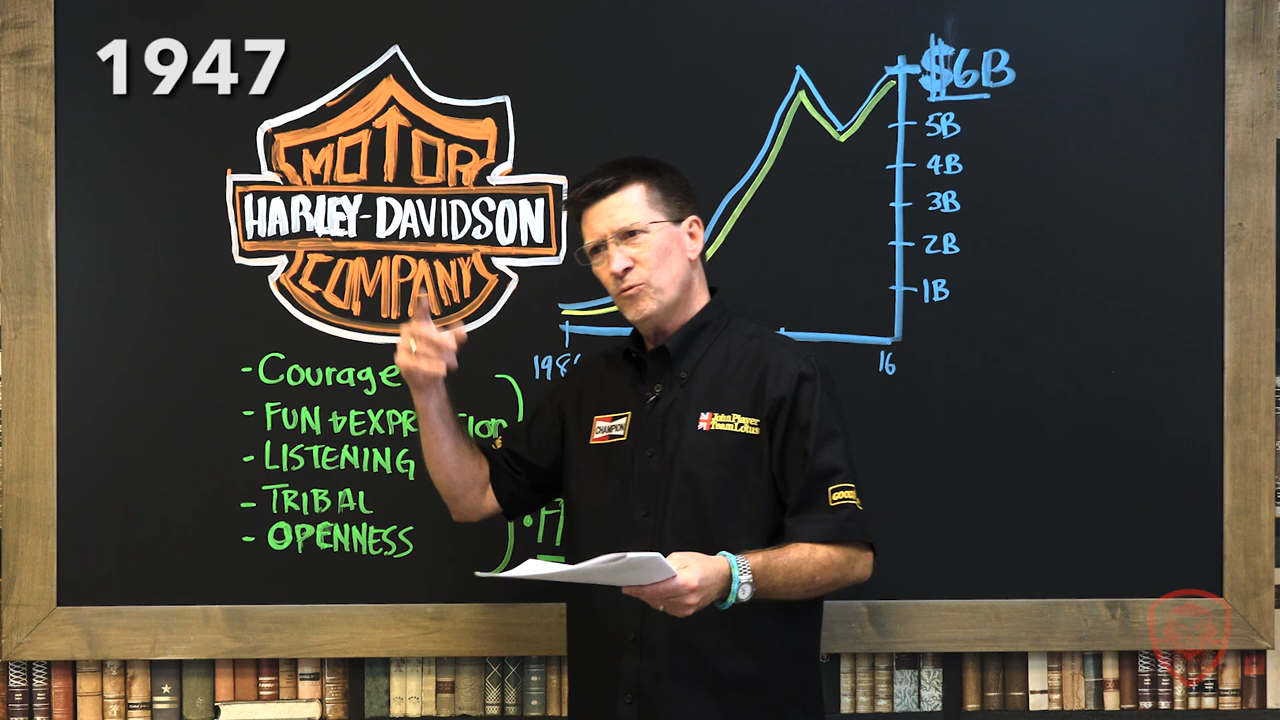 1947
MOTOR
HARLEY-DAVIDSON
COMPANY
$6B
5B
4B
3B
2B
1B
16
- Courage
- FUN &
- LISTENING
- TRIBAL
- OPENNESS
CHAMPION
John Player
Team Lotus